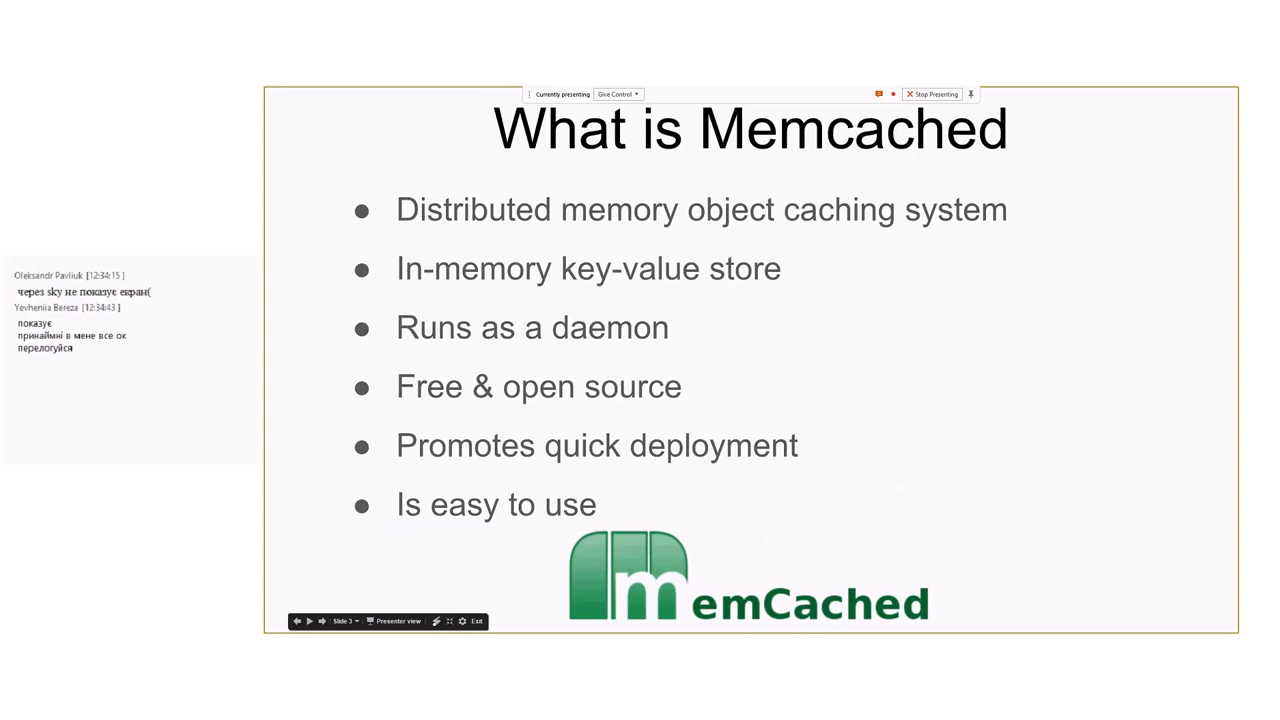 Currently presenting Give Control Stop Presenting
What is Memcached
● Distributed memory object caching system
● In-memory key-value store
● Runs as a daemon
● Free & open source
● Promotes quick deployment
● Is easy to use
memCached
Slide 3 Presenter view Exit
Oleksandr Pavliuk [12:34:15 ]
через sky не показує екран(
Yevheniia Bereza [12:34:43 ]
показує
принаймні в мене все ок
перелогуйся